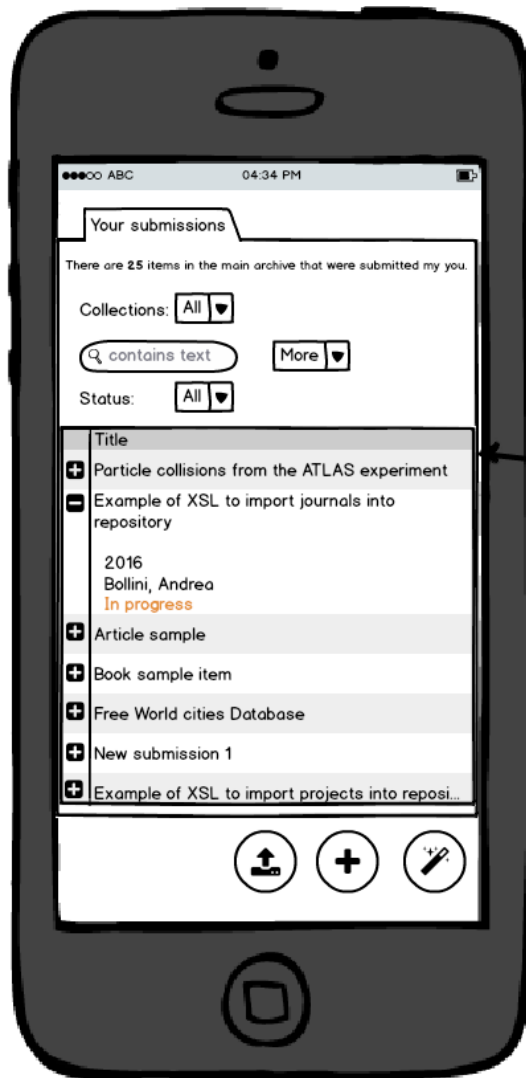 ABC 04:34 PM
Your submissions
There are 25 items in the main archive that were submitted my you.
Collections: All
contains text More
Status: All
Title
Particle collisions from the ATLAS experiment
Example of XSL to import journals into
repository
2016
Bollini, Andrea
In progress
Article sample
Book sample item
Free World cities Database
New submission 1
Example of XSL to import projects into reposi...